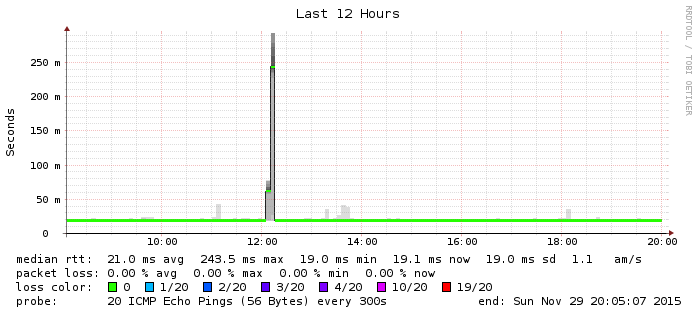 Last 12 Hours
RRDTOOL / TOBI OETIKER
Seconds
250 m
200 m
150 m
100 m
50 m
0
10:00 12:00 14:00 16:00 18:00 20:00
median rtt: 21.0 ms avg 243.5 ms max 19.0 ms min 19.1 ms now 19.0 ms sd 1.1 am/s
packet loss: 0.00 % avg 0.00 % max 0.00 % min 0.00 % now
loss color: 0 1/20 2/20 3/20 4/20 10/20 19/20
probe: 20 ICMP Echo Pings (56 Bytes) every 300s end: Sun Nov 29 20:05:07 2015